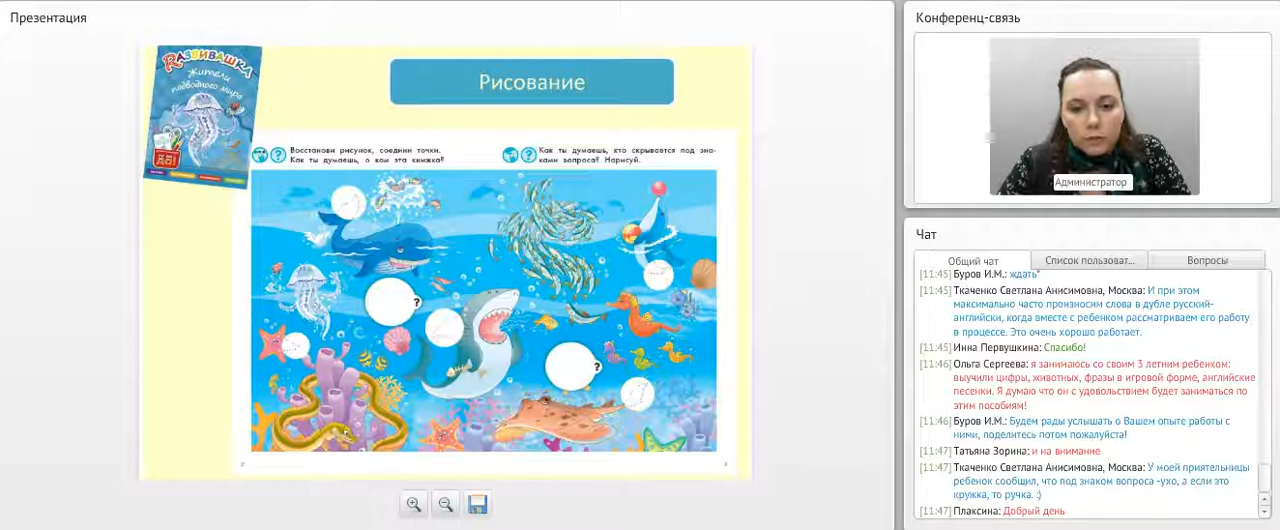 Презентация
РАЗВИВАШКА
Жители
подводного мира
Рисование
Восстанови рисунок, соедини точки.
Как ты думаешь, о ком эта книжка?
Как ты думаешь, кто скрывается под зна-
ками вопроса? Нарисуй.
?
?
Конференц-связь
Администратор
Чат
Общий чат
Список пользоват...
Вопросы
[11:45] Буров И.М.: ждать*
[11:45] Ткаченко Светлана Анисимовна, Москва: И при этом
максимально часто произносим слова в дубле русский-
английски, когда вместе с ребенком рассматриваем его работу
в процессе. Это очень хорошо работает.
[11:45] Инна Первушкина: Спасибо!
[11:46] Ольга Сергеева: я занимаюсь со своим 3 летним ребенком:
выучили цифры, животных, фразы в игровой форме, английские
песенки. Я думаю что он с удовольствием будет заниматься по
этим пособиям!
[11:46] Буров И.М.: Будем рады услышать о Вашем опыте работы с
ними, поделитесь потом пожалуйста!
[11:47] Татьяна Зорина: и на внимание
[11:47] Ткаченко Светлана Анисимовна, Москва: У моей приятельницы
ребенок сообщил, что под знаком вопроса -ухо, а если это
кружка, то ручка. :)
[11:47] Плаксина: Добрый день